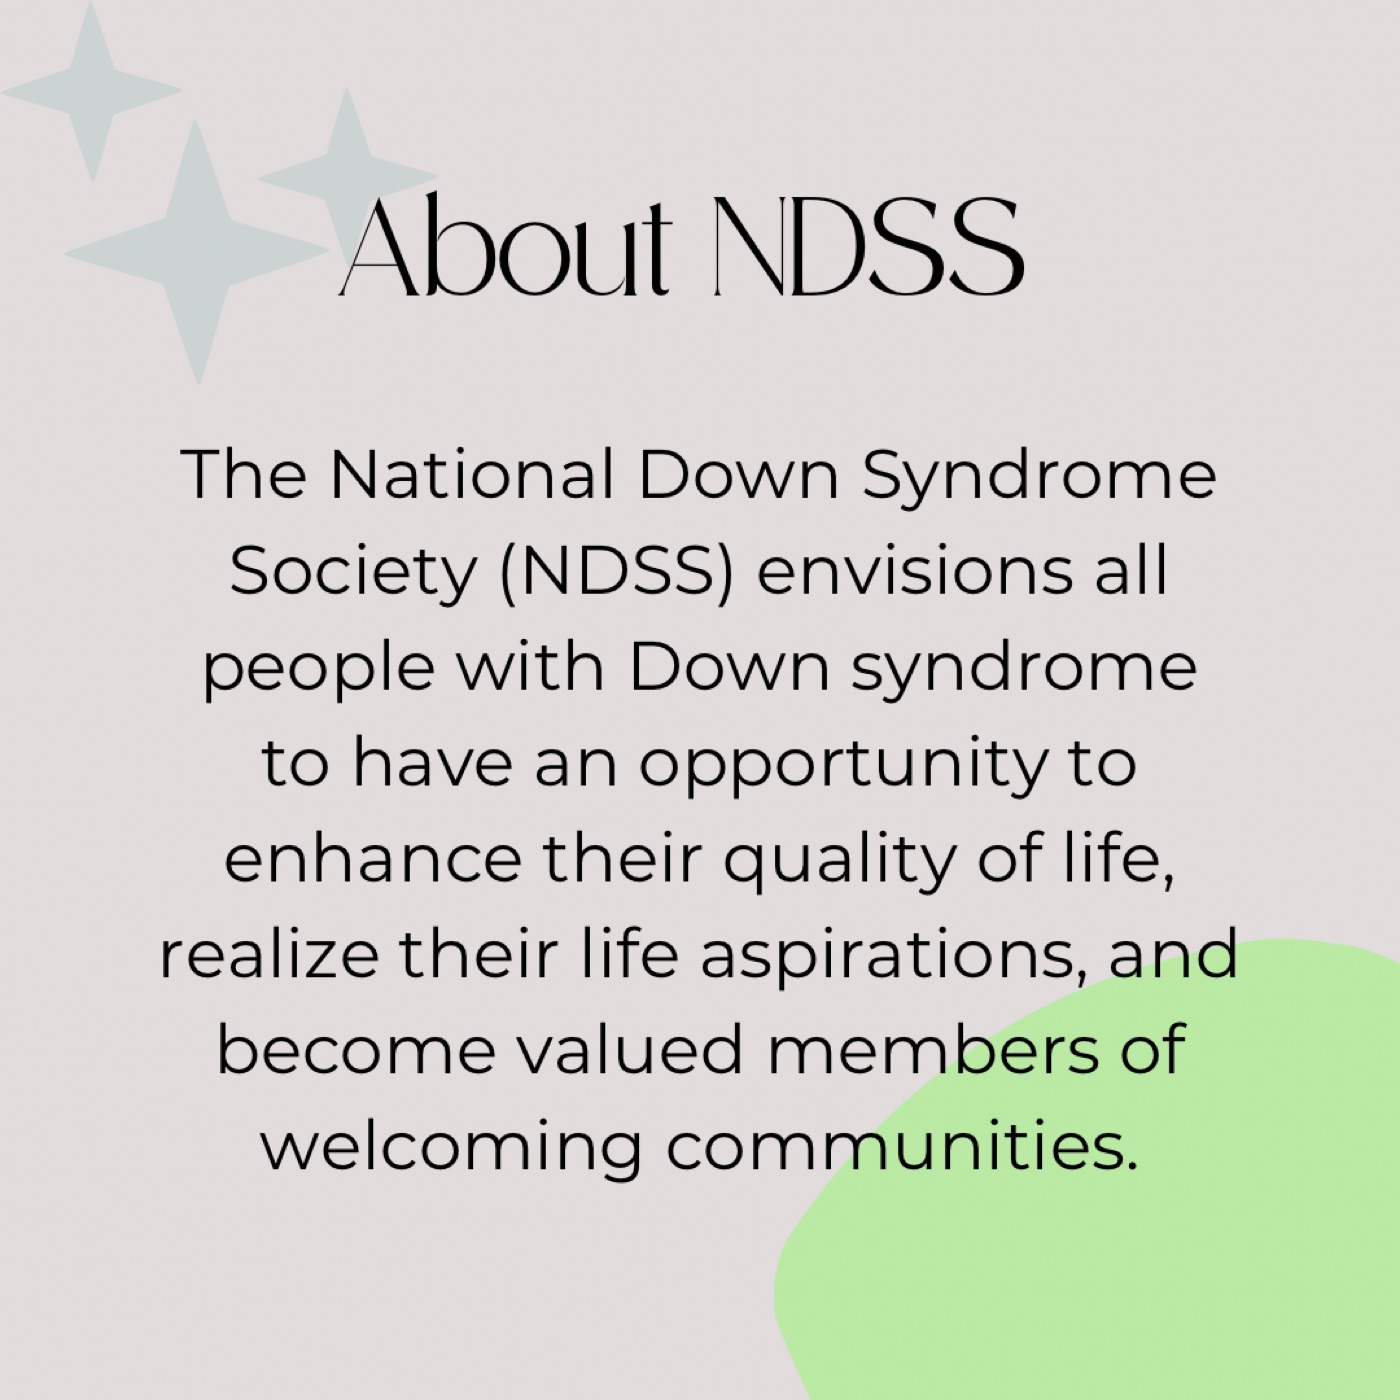 About NDSS
The National Down Syndrome
Society (NDSS) envisions all
people with Down syndrome
to have an opportunity to
enhance their quality of life,
realize their life aspirations, and
become valued members of
welcoming communities.